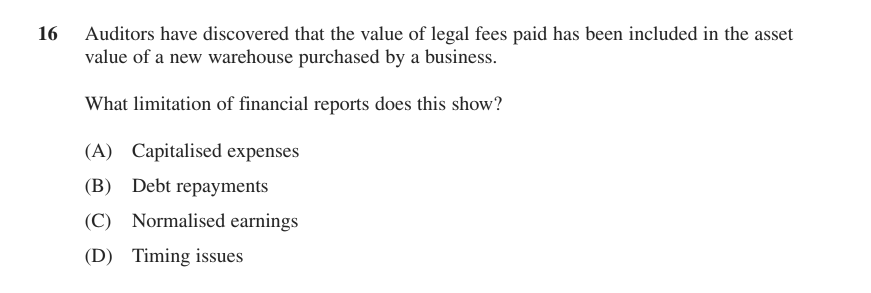 16 Auditors have discovered that the value of legal fees paid has been included in the asset
value of a new warehouse purchased by a business.
What limitation of financial reports does this show?
(A) Capitalised expenses
(B) Debt repayments
(C) Normalised earnings
(D) Timing issues